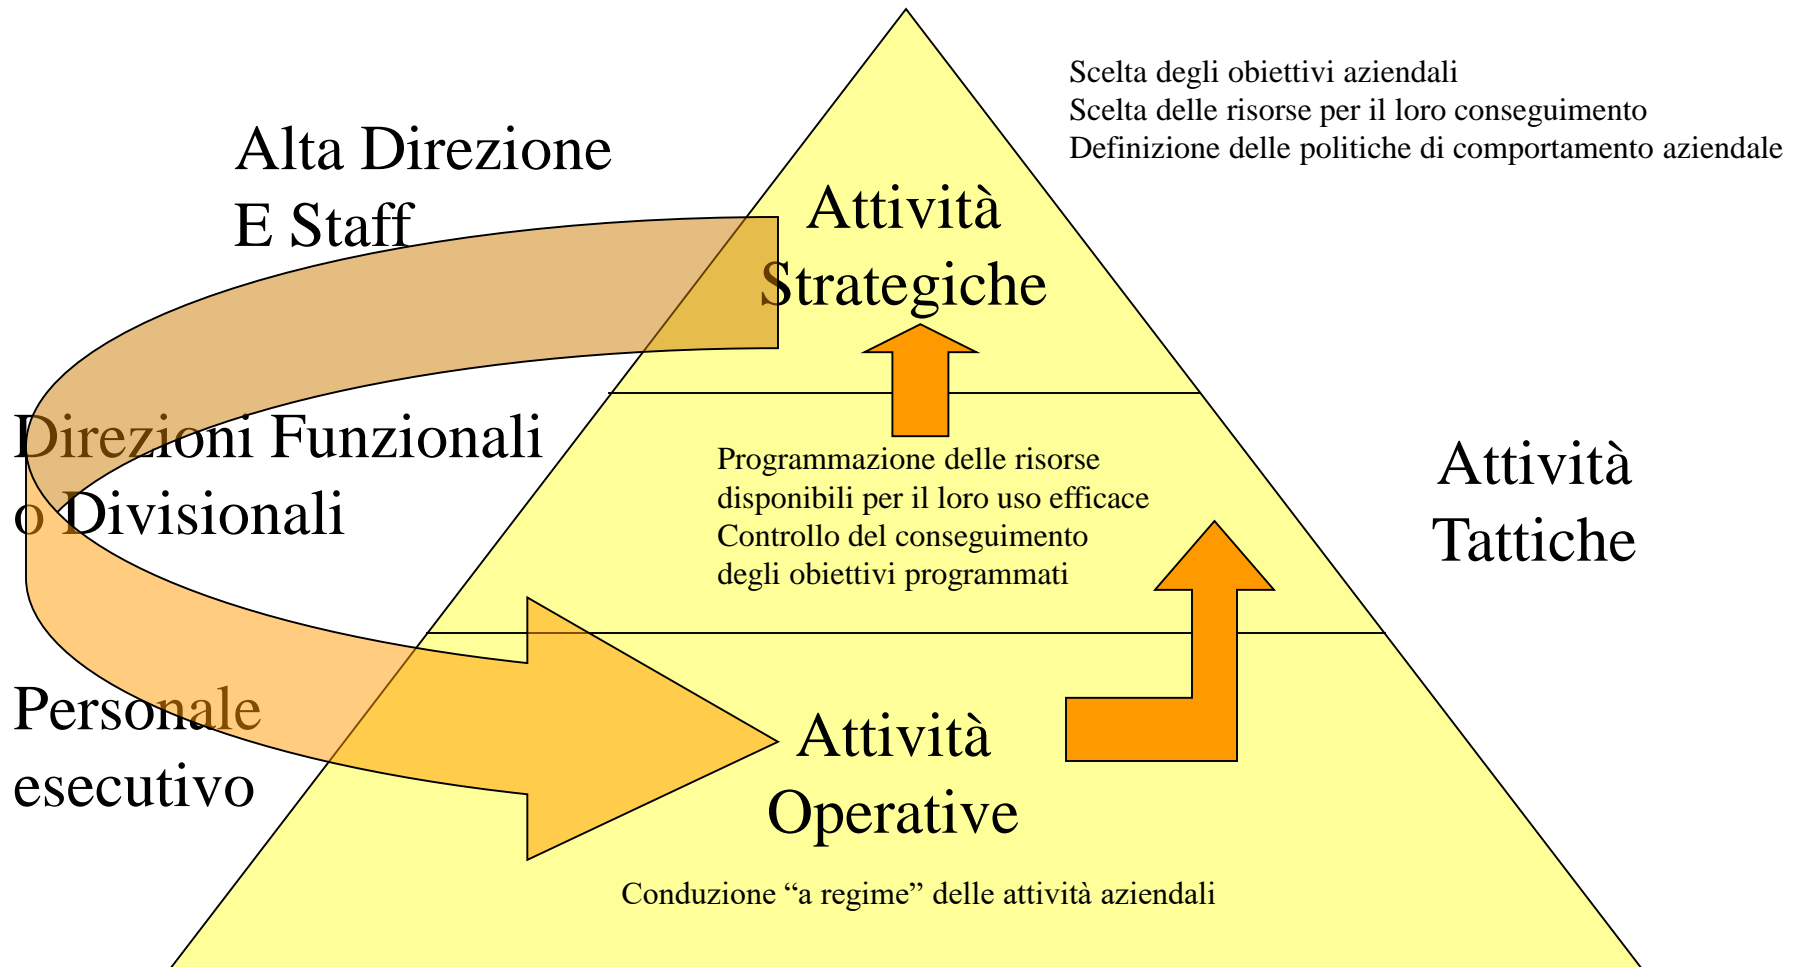 Scelta degli obiettivi aziendali
Scelta delle risorse per il loro conseguimento
Definizione delle politiche di comportamento aziendale
Alta Direzione
E Staff
Attività
Strategiche
Direzioni Funzionali
o Divisionali
Programmazione delle risorse
disponibili per il loro uso efficace
Controllo del conseguimento
degli obiettivi programmati
Attività
Tattiche
Personale
esecutivo
Attività
Operative
Conduzione “a regime” delle attività aziendali